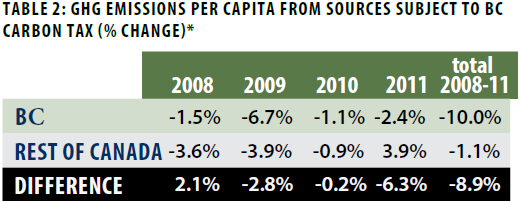 TABLE 2: GHG EMISSIONS PER CAPITA FROM SOURCES SUBJECT TO BC
CARBON TAX (% CHANGE)*
total
2008 2009 2010 2011 2008-11
BC -1.5% -6.7% -1.1% -2.4% -10.0%
REST OF CANADA -3.6% -3.9% -0.9% 3.9% -1.1%
DIFFERENCE 2.1% -2.8% -0.2% -6.3% -8.9%